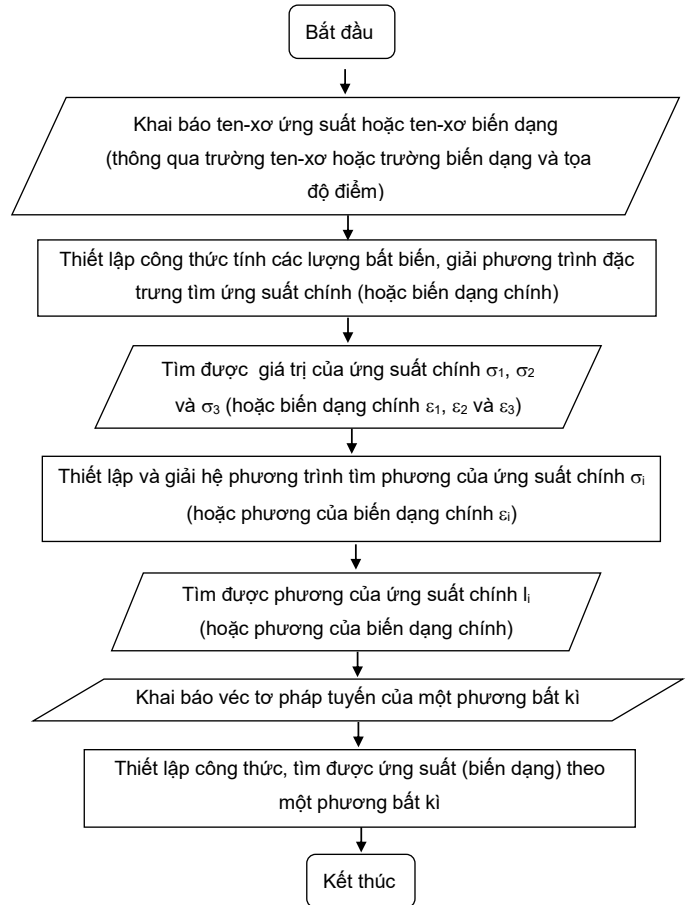 Bắt đầu
Khai báo ten-xơ ứng suất hoặc ten-xơ biến dạng
(thông qua trường ten-xơ hoặc trường biến dạng và tọa
độ điểm)
Thiết lập công thức tính các lượng bất biến, giải phương trình đặc
trưng tìm ứng suất chính (hoặc biến dạng chính)
Tìm được giá trị của ứng suất chính σ₁, σ₂
và σ₃ (hoặc biến dạng chính ε₁, ε₂ và ε₃)
Thiết lập và giải hệ phương trình tìm phương của ứng suất chính σᵢ
(hoặc phương của biến dạng chính εᵢ)
Tìm được phương của ứng suất chính lᵢ
(hoặc phương của biến dạng chính)
Khai báo véc tơ pháp tuyến của một phương bất kì
Thiết lập công thức, tìm được ứng suất (biến dạng) theo
một phương bất kì
Kết thúc